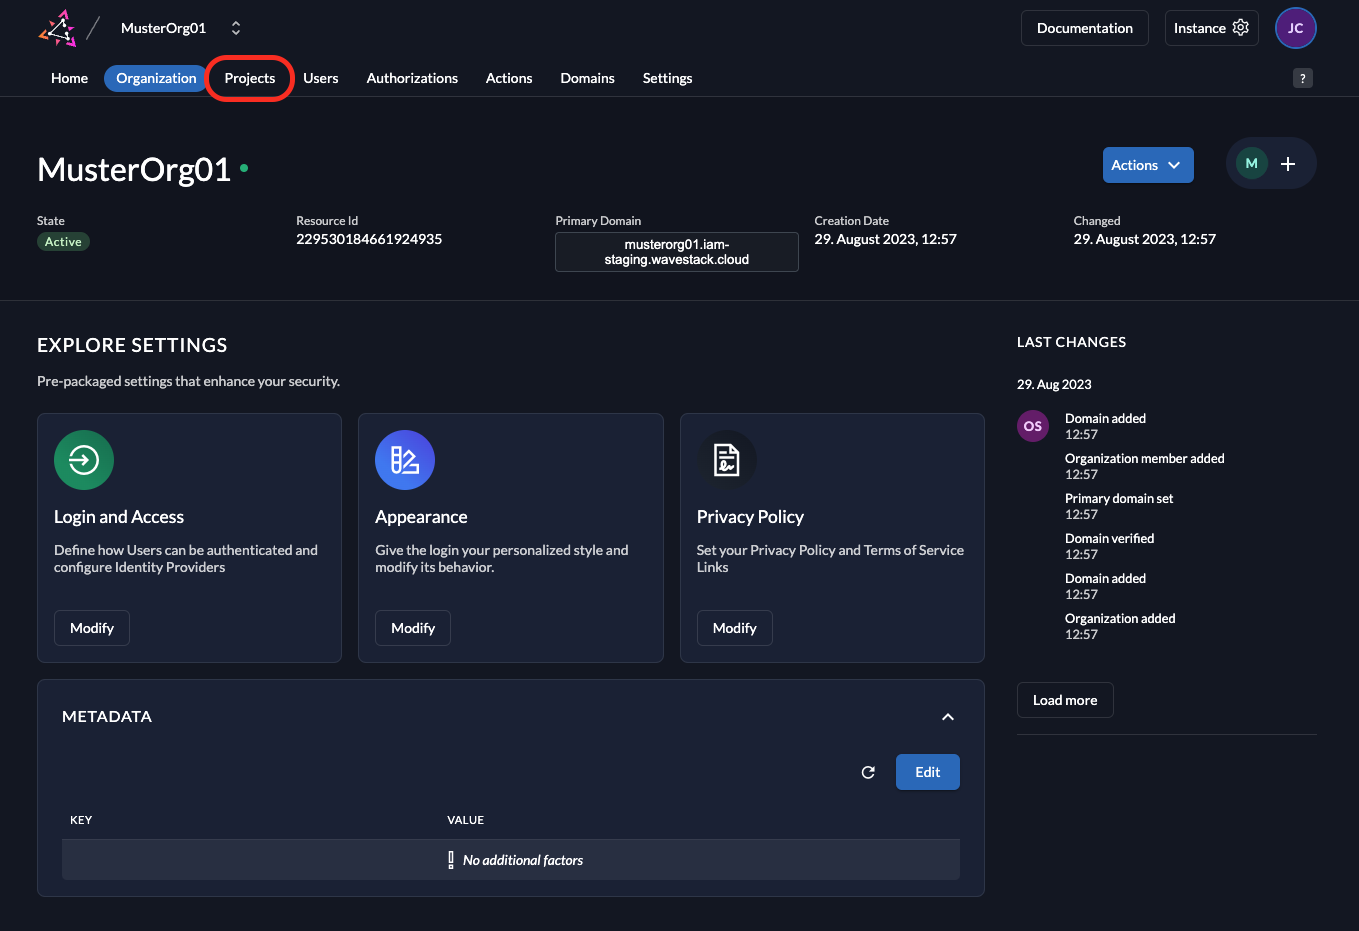 MusterOrg01
Documentation
Instance
JC
Home
Organization
Projects
Users
Authorizations
Actions
Domains
Settings
?
MusterOrg01
Actions
M
State
Active
Resource Id
229530184661924935
Primary Domain
musterorg01.iam-
staging.wavestack.cloud
Creation Date
29. August 2023, 12:57
Changed
29. August 2023, 12:57
EXPLORE SETTINGS
Pre-packaged settings that enhance your security.
Login and Access
Define how Users can be authenticated and
configure Identity Providers
Modify
Appearance
Give the login your personalized style and
modify its behavior.
Modify
Privacy Policy
Set your Privacy Policy and Terms of Service
Links
Modify
METADATA
Edit
KEY
VALUE
No additional factors
LAST CHANGES
29. Aug 2023
OS
Domain added
12:57
Organization member added
12:57
Primary domain set
12:57
Domain verified
12:57
Domain added
12:57
Organization added
12:57
Load more